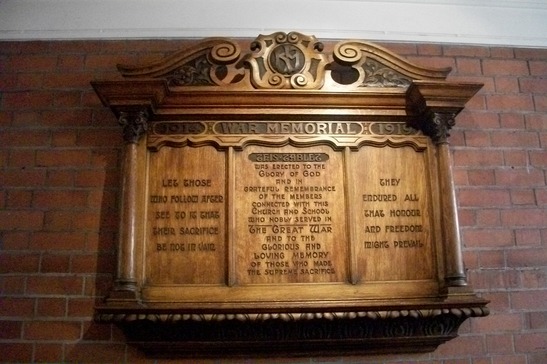 1914 WAR MEMORIAL 1919
LET THOSE
WHO FOLLOW AFTER
SEE TO IT THAT
THEIR SACRIFICE
BE NOT IN VAIN
THIS TABLET
WAS ERECTED TO THE
GLORY OF GOD
AND IN
GRATEFUL REMEMBRANCE
OF THE MEMBERS
CONNECTED WITH THIS
CHURCH AND SCHOOL
WHO NOBLY SERVED IN
THE GREAT WAR
AND TO THE
GLORIOUS AND
LOVING MEMORY
OF THOSE WHO MADE
THE SUPREME SACRIFICE
THEY
ENDURED ALL
THAT HONOUR
AND FREEDOM
MIGHT PREVAIL